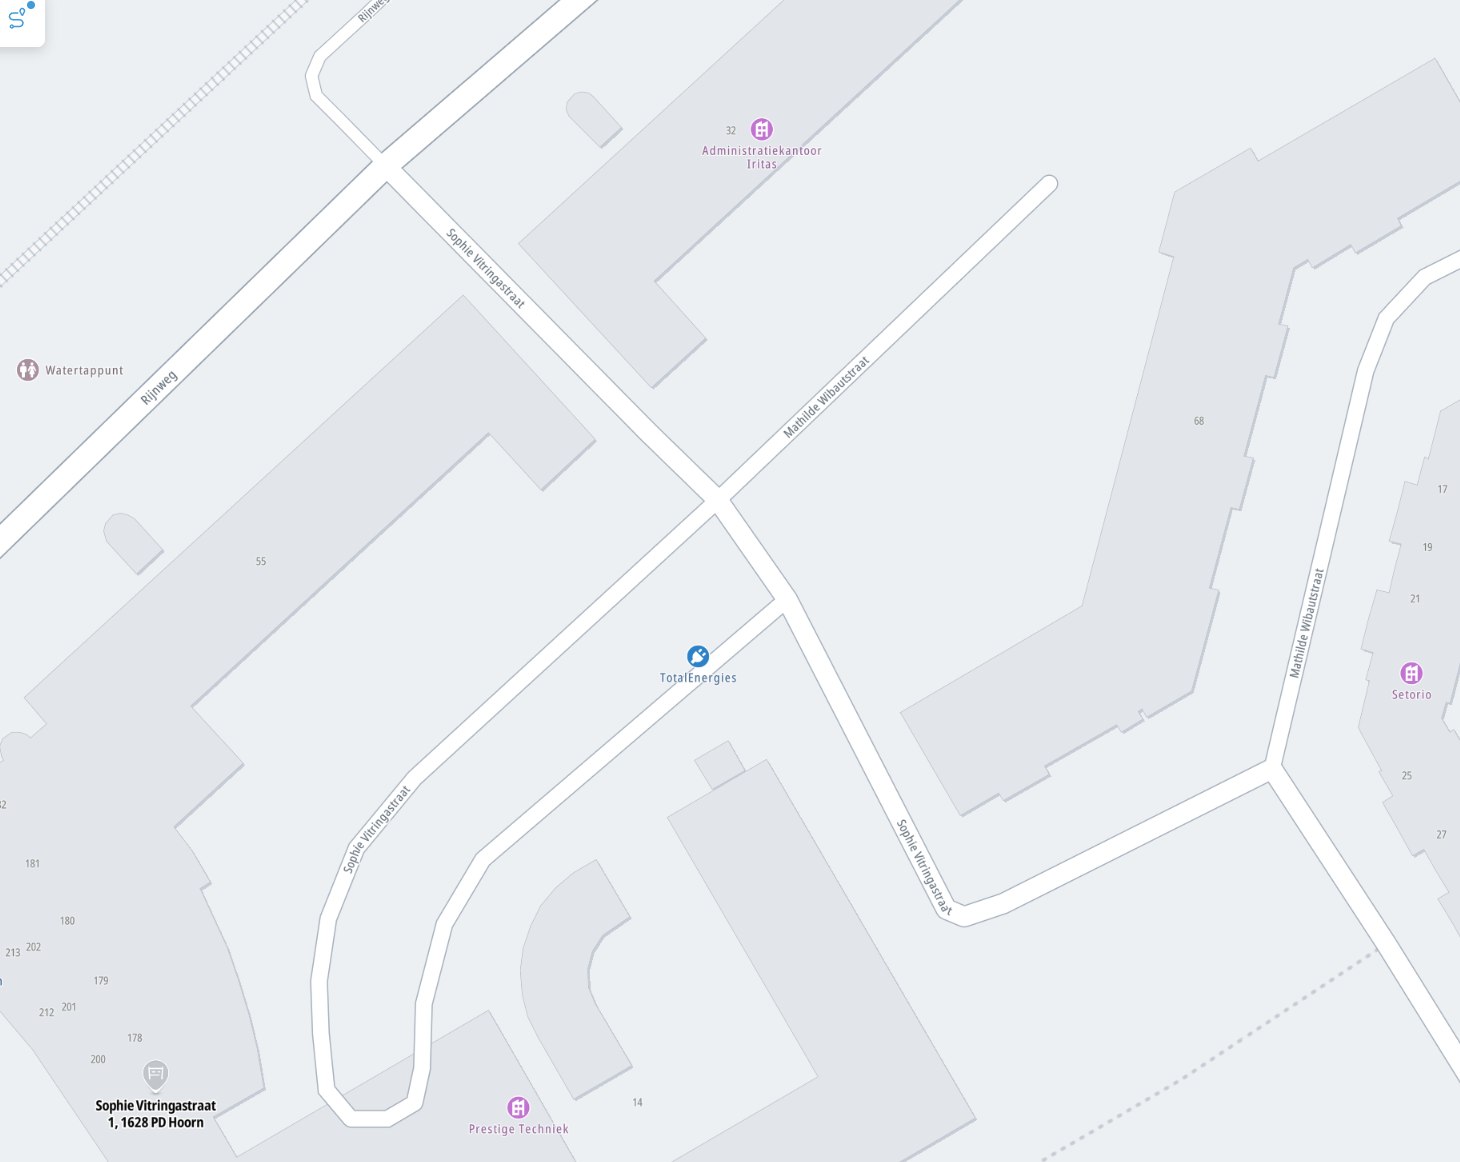 Rijnweg
32
Administratiekantoor
Iritas
Sophie Vitringastraat
Watertappunt
Rijnweg
Mathilde Wibautstraat
68
17
19
55
21
Mathilde Wibautstraat
TotalEnergies
Setorio
25
Sophie Vitringastraat
27
181
Sophie Vitringastraat
180
202
213
179
201
212
178
200
Sophie Vitringastraat
1, 1628 PD Hoorn
14
Prestige Techniek